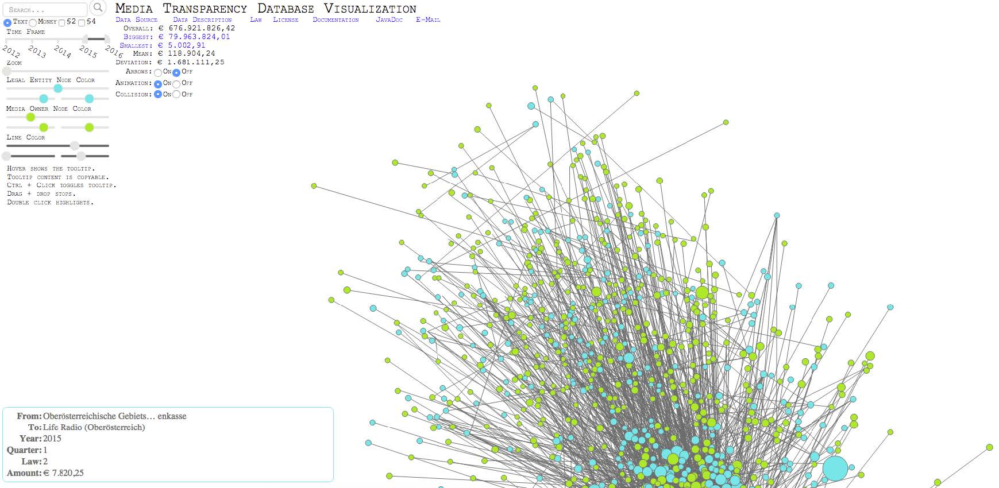 Search...
Media Transparency Database Visualization
Data Source Data Description Law License Documentation JavaDoc E-Mail
Text Money §2 §4
Time Frame
2012 2013 2014 2015 2016
Zoom
Legal Entity Node Color
Media Owner Node Color
Line Color
Hover shows the tooltip.
Tooltip content is copyable.
Ctrl + Click toggles tooltip.
Drag + drop stops.
Double click highlights.
Overall: € 676.921.826,42
Biggest: € 79.963.824,01
Smallest: € 5.002,91
Mean: € 118.904,24
Deviation: € 1.681.111,25
Arrows: On Off
Animation: On Off
Collision: On Off
From: Oberösterreichische Gebiets… enkasse
To: Life Radio (Oberösterreich)
Year: 2015
Quarter: 1
Law: 2
Amount: € 7.820,25